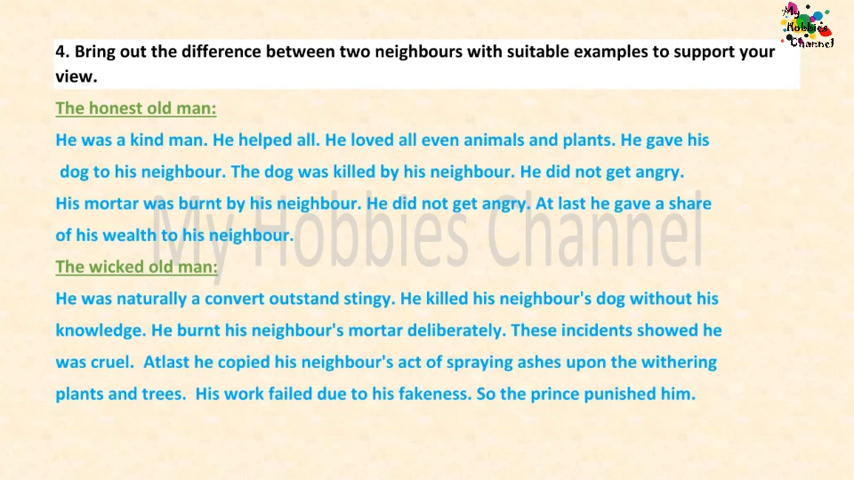 My
Hobbies
Channel
4. Bring out the difference between two neighbours with suitable examples to support your
view.
The honest old man:
He was a kind man. He helped all. He loved all even animals and plants. He gave his
dog to his neighbour. The dog was killed by his neighbour. He did not get angry.
His mortar was burnt by his neighbour. He did not get angry. At last he gave a share
of his wealth to his neighbour.
My Hobbies Channel
The wicked old man:
He was naturally a convert outstand stingy. He killed his neighbour's dog without his
knowledge. He burnt his neighbour's mortar deliberately. These incidents showed he
was cruel. Atlast he copied his neighbour's act of spraying ashes upon the withering
plants and trees. His work failed due to his fakeness. So the prince punished him.